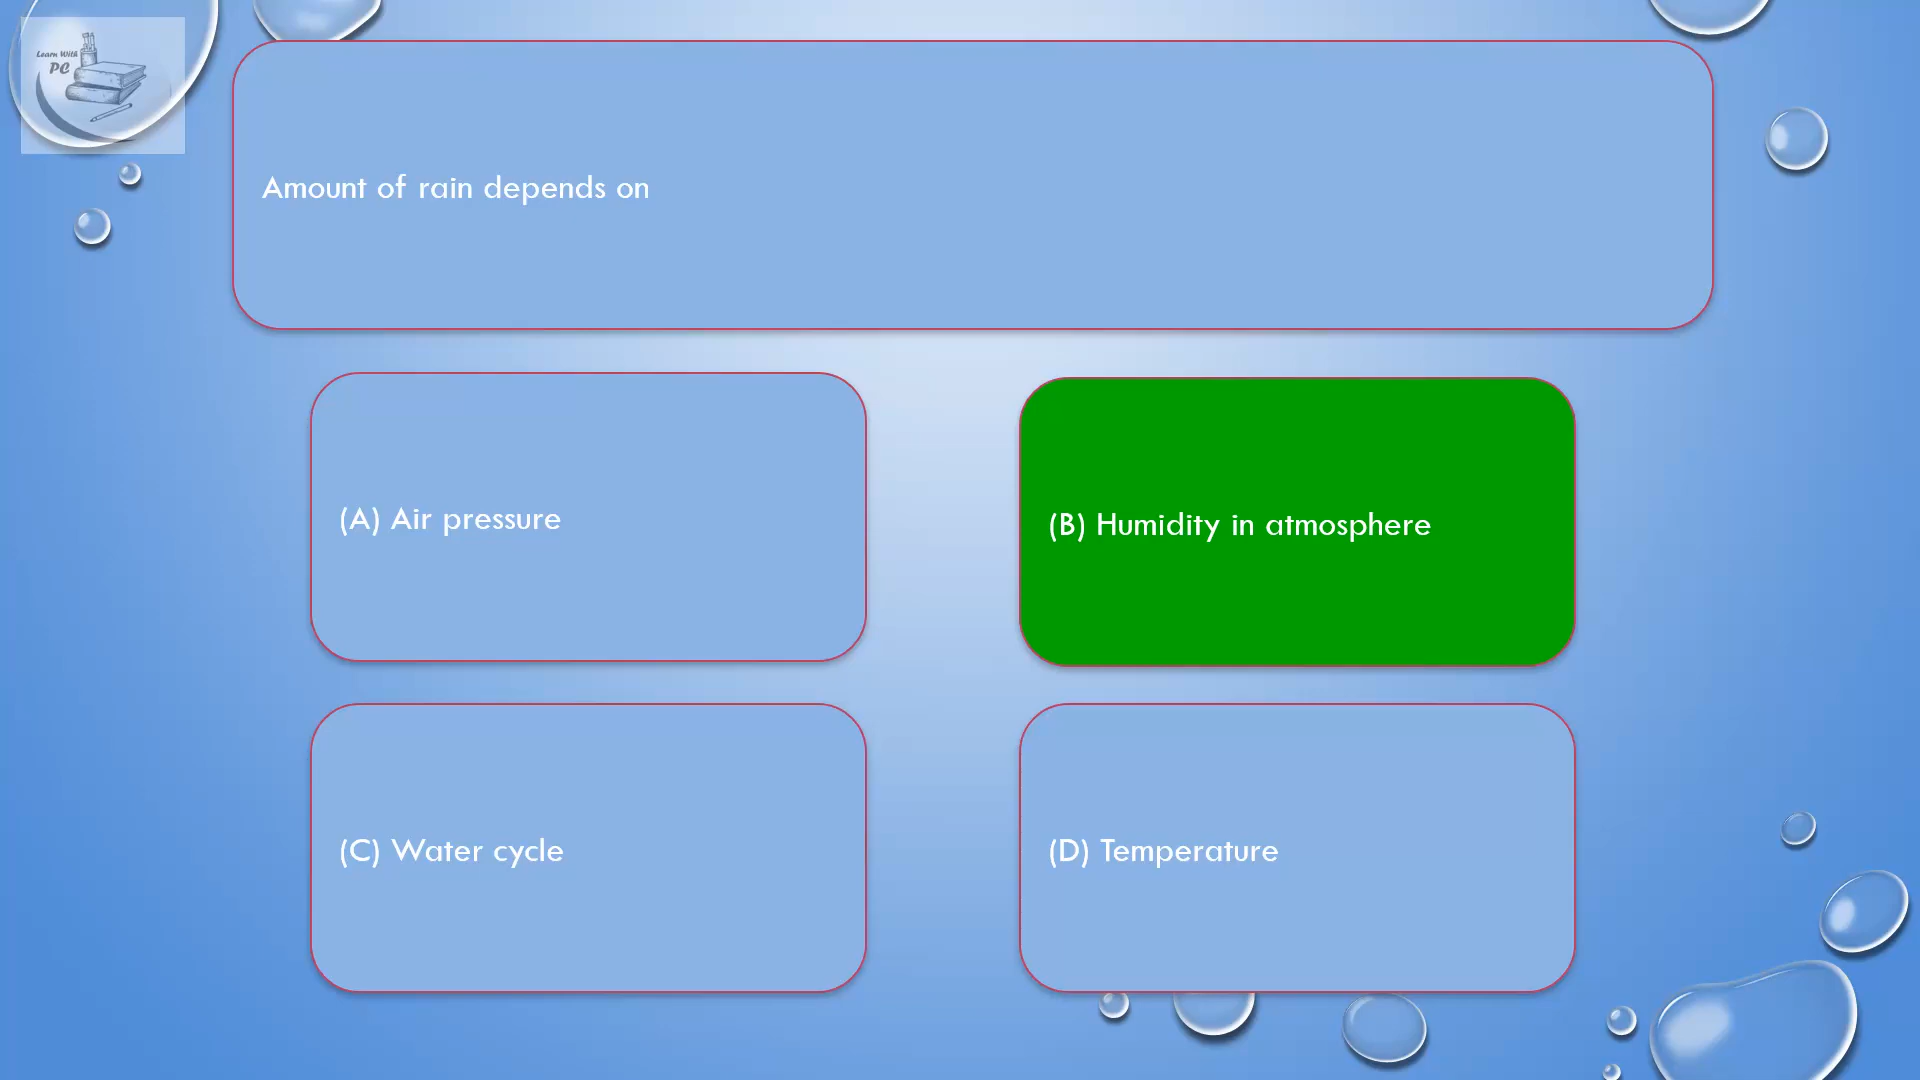 Learn With
PC
Amount of rain depends on
(A) Air pressure
(B) Humidity in atmosphere
(C) Water cycle
(D) Temperature